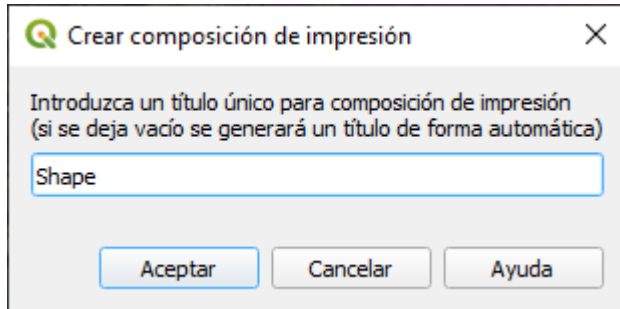 Crear composición de impresión
Introduzca un título único para composición de impresión
(si se deja vacío se generará un título de forma automática)
Shape
Aceptar Cancelar Ayuda